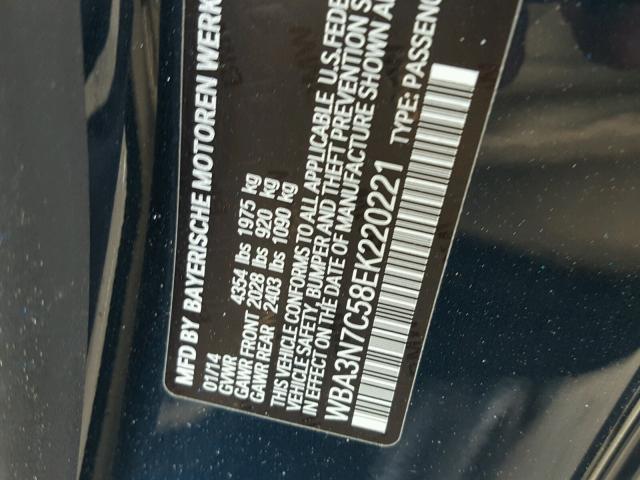 MFD BY BAYERISCHE MOTOREN WERK
01/14
GVWR 4354 lbs 1975 kg
GAWR FRONT 2028 lbs 920 kg
GAWR REAR 2403 lbs 1090 kg
THIS VEHICLE CONFORMS TO ALL APPLICABLE U.S. FEDE
VEHICLE SAFETY, BUMPER AND THEFT PREVENTION S
IN EFFECT ON THE DATE OF MANUFACTURE SHOWN A
WBA3N7C58EK220221 TYPE: PASSENG